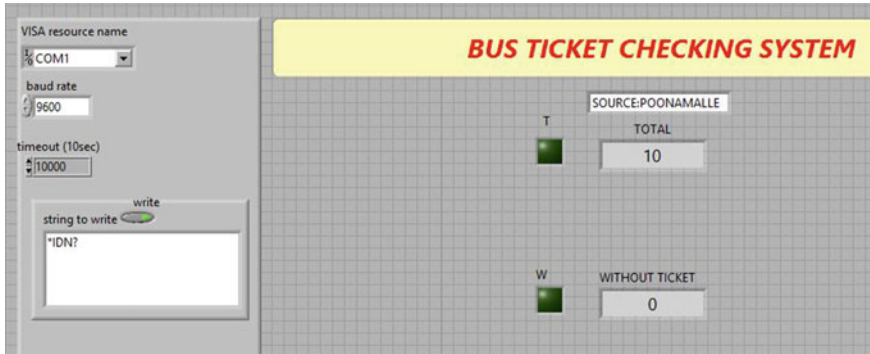 VISA resource name
COM1
baud rate
9600
timeout (10sec)
10000
write
string to write
*IDN?
BUS TICKET CHECKING SYSTEM
SOURCE:POONAMALLE
T
TOTAL
10
W
WITHOUT TICKET
0